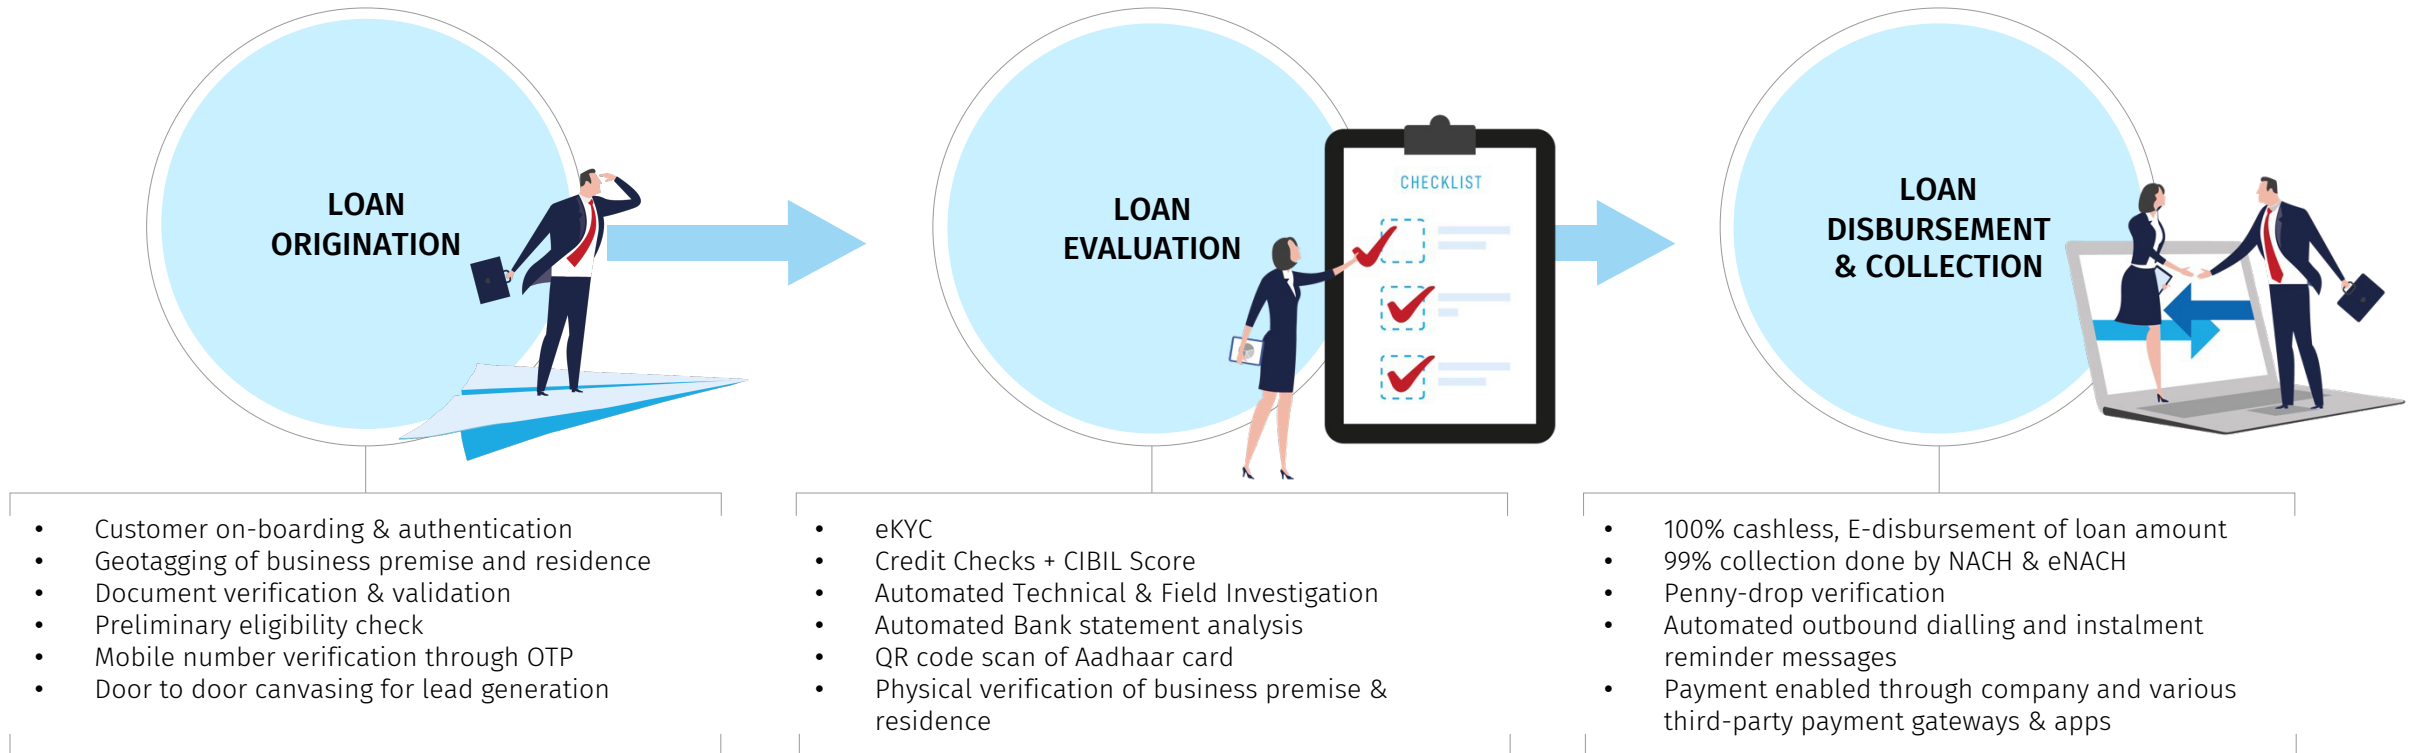 LOAN
ORIGINATION
LOAN
EVALUATION
CHECKLIST
LOAN
DISBURSEMENT
& COLLECTION
• Customer on-boarding & authentication
• Geotagging of business premise and residence
• Document verification & validation
• Preliminary eligibility check
• Mobile number verification through OTP
• Door to door canvasing for lead generation
• eKYC
• Credit Checks + CIBIL Score
• Automated Technical & Field Investigation
• Automated Bank statement analysis
• QR code scan of Aadhaar card
• Physical verification of business premise &
residence
• 100% cashless, E-disbursement of loan amount
• 99% collection done by NACH & eNACH
• Penny-drop verification
• Automated outbound dialling and instalment
reminder messages
• Payment enabled through company and various
third-party payment gateways & apps